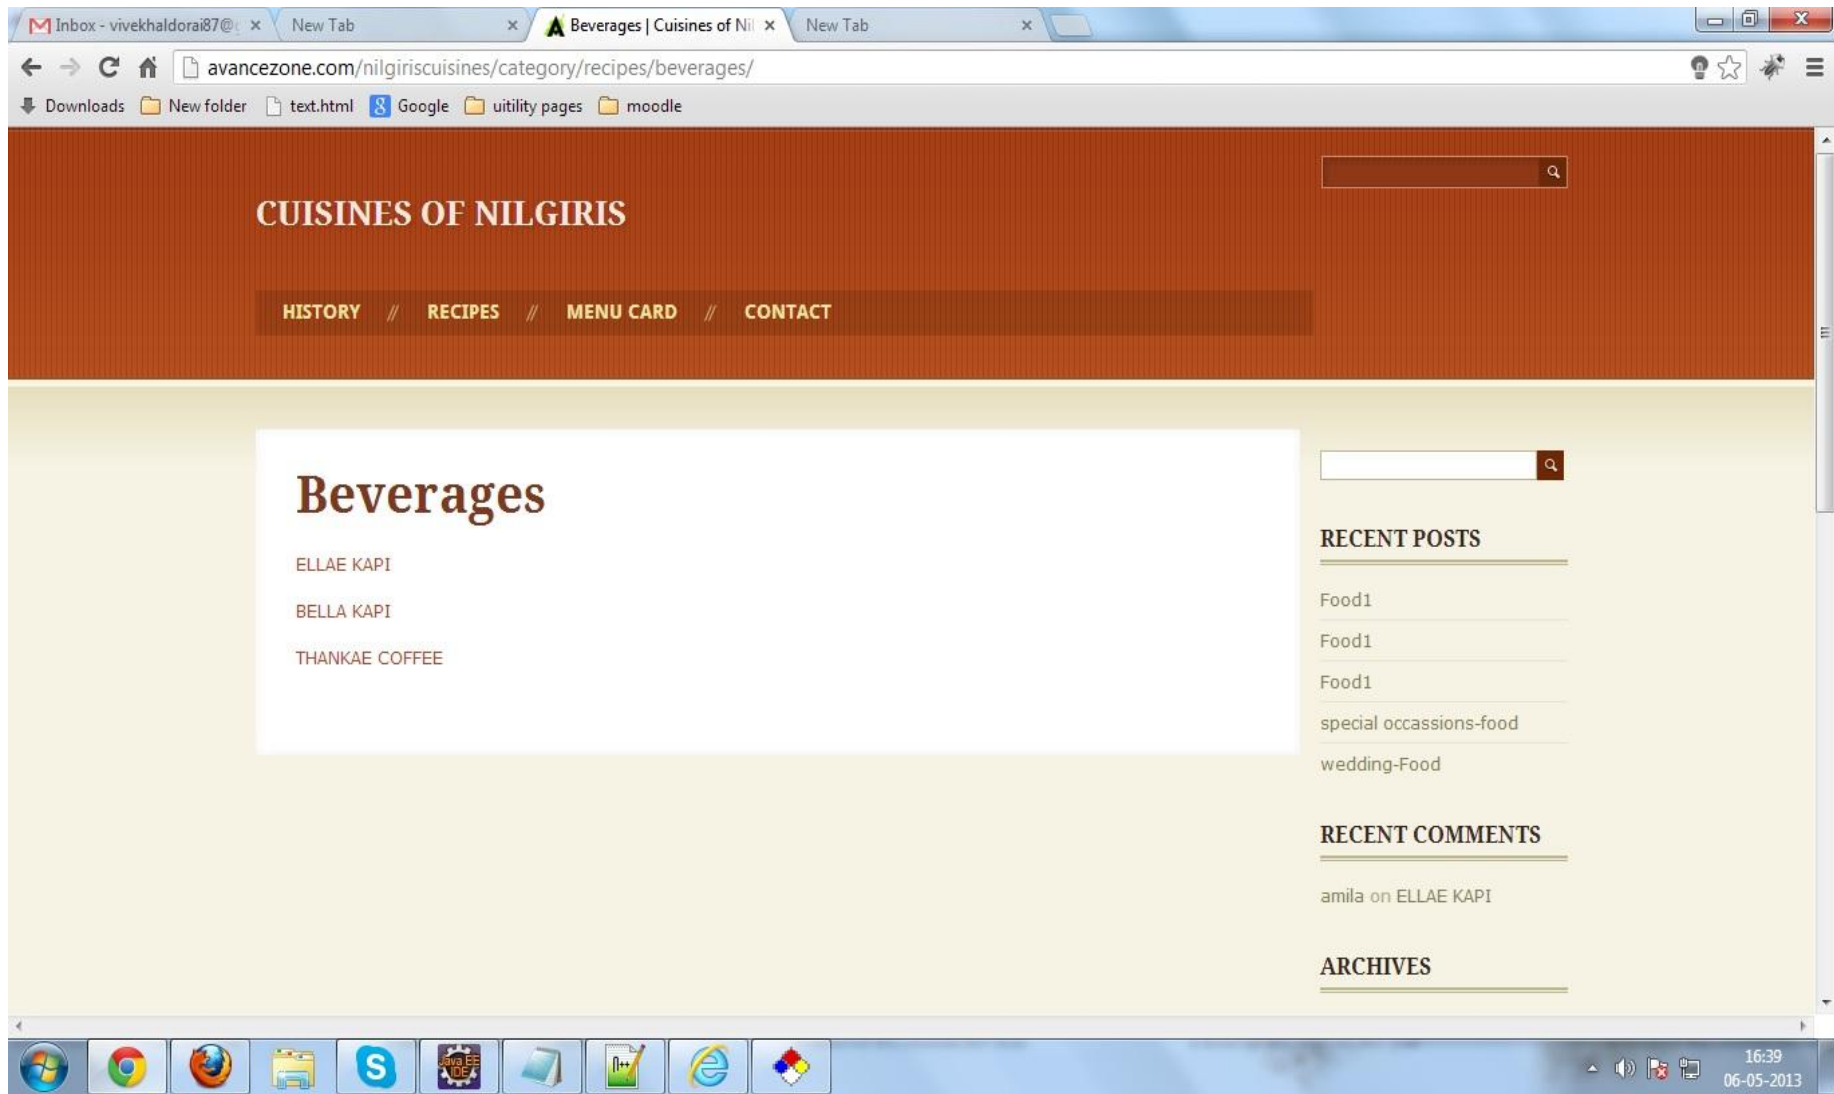 Inbox - vivekhaldorai87@g
New Tab
Beverages | Cuisines of Nil
New Tab
avancezone.com/nilgiriscuisines/category/recipes/beverages/
Downloads New folder text.html Google uitility pages moodle
CUISINES OF NILGIRIS
HISTORY // RECIPES // MENU CARD // CONTACT
Beverages
ELLAE KAPI
BELLA KAPI
THANKAE COFFEE
RECENT POSTS
Food1
Food1
Food1
special occassions-food
wedding-Food
RECENT COMMENTS
amila on ELLAE KAPI
ARCHIVES
Java EE
IDE
16:39
06-05-2013